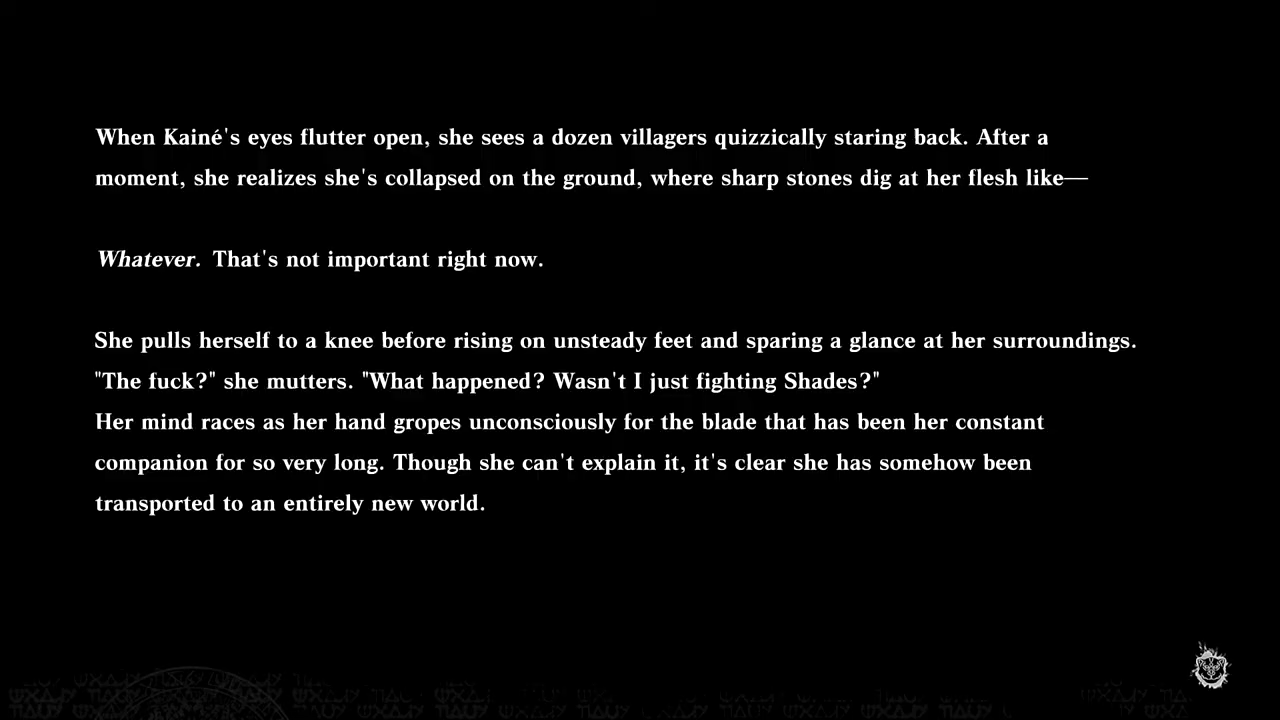 When Kainé's eyes flutter open, she sees a dozen villagers quizzically staring back. After a
moment, she realizes she's collapsed on the ground, where sharp stones dig at her flesh like—
Whatever. That's not important right now.
She pulls herself to a knee before rising on unsteady feet and sparing a glance at her surroundings.
"The fuck?" she mutters. "What happened? Wasn't I just fighting Shades?"
Her mind races as her hand gropes unconsciously for the blade that has been her constant
companion for so very long. Though she can't explain it, it's clear she has somehow been
transported to an entirely new world.